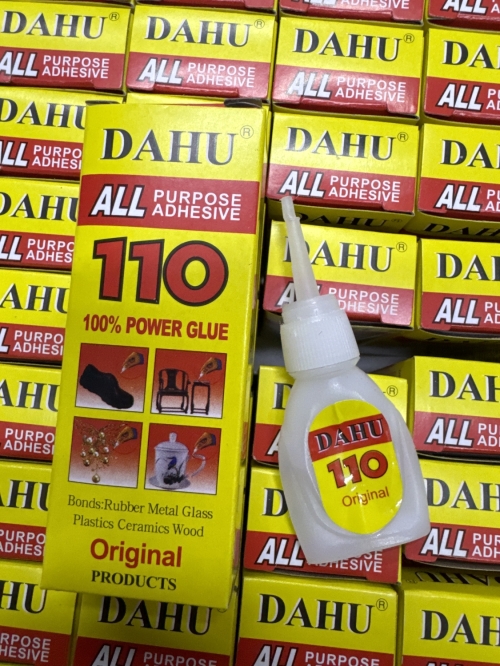 DAHU®
ALL PURPOSE
ADHESIVE
110
100% POWER GLUE
Bonds:Rubber Metal Glass
Plastics Ceramics Wood
Original
PRODUCTS
DAHU
110
Original
DAHU®
ALL PURPOSE
ADHESIVE